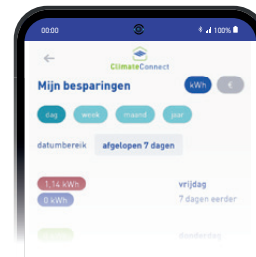 00:00 100%
ClimateConnect
Mijn besparingen kWh €
dag week maand jaar
datumbereik afgelopen 7 dagen
1,14 kWh vrijdag
0 kWh 7 dagen eerder
donderdag